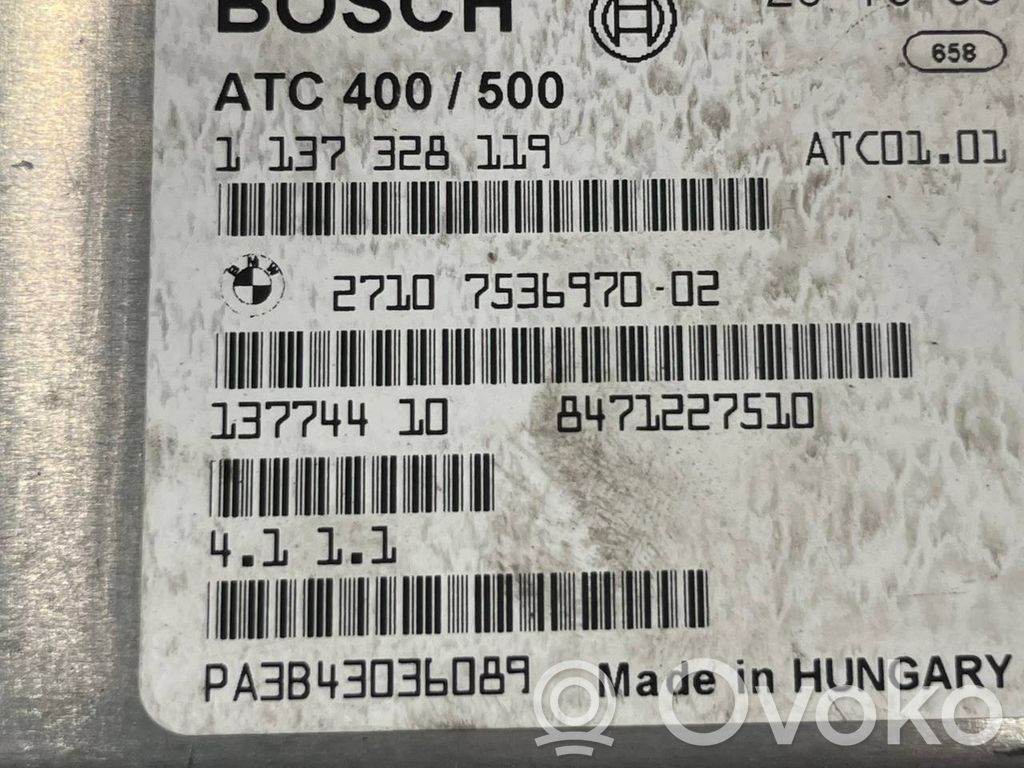 BOSCH
658
ATC 400 / 500
1 137 328 119 ATC01.01
BMW 2710 7536970-02
137744 10 8471227510
4.1 1.1
PA3B43036089 Made in HUNGARY
Ovoko